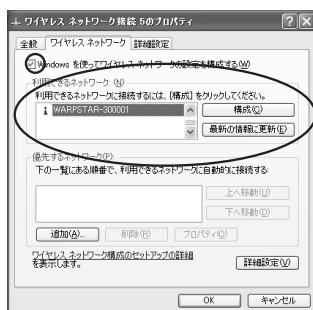 ワイヤレス ネットワーク接続 5のプロパティ
全般 ワイヤレス ネットワーク 詳細設定
Windows を使ってワイヤレス ネットワークの設定を構成する(W)
利用できるネットワーク(N)
利用できるネットワークに接続するには、[構成] をクリックしてください。
WARPSTAR-300001
構成(C)
最新の情報に更新(E)
優先するネットワーク(P):
下の一覧にある順番で、利用できるネットワークに自動的に接続する:
上へ移動(U)
下へ移動(D)
追加(A)... 削除(R) プロパティ(O)
ワイヤレス ネットワーク構成のセットアップの詳細
を表示します。
詳細設定(V)
OK キャンセル